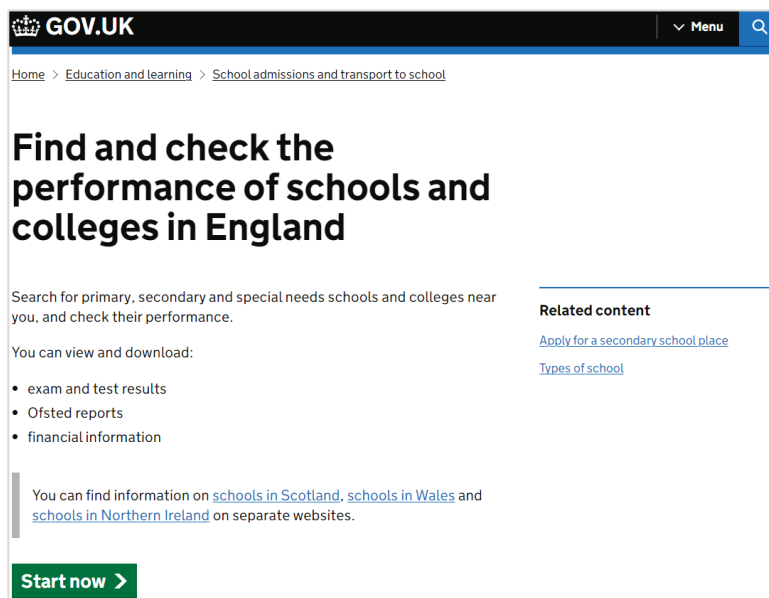 GOV.UK
Menu
Home > Education and learning > School admissions and transport to school
Find and check the
performance of schools and
colleges in England
Search for primary, secondary and special needs schools and colleges near
you, and check their performance.
You can view and download:
• exam and test results
• Ofsted reports
• financial information
You can find information on schools in Scotland, schools in Wales and
schools in Northern Ireland on separate websites.
Start now
Related content
Apply for a secondary school place
Types of school